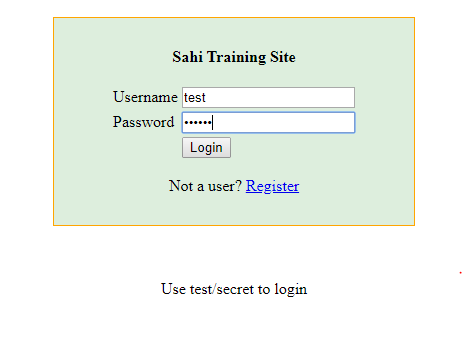 Sahi Training Site
Username test
Password ••••••
Login
Not a user? Register
Use test/secret to login